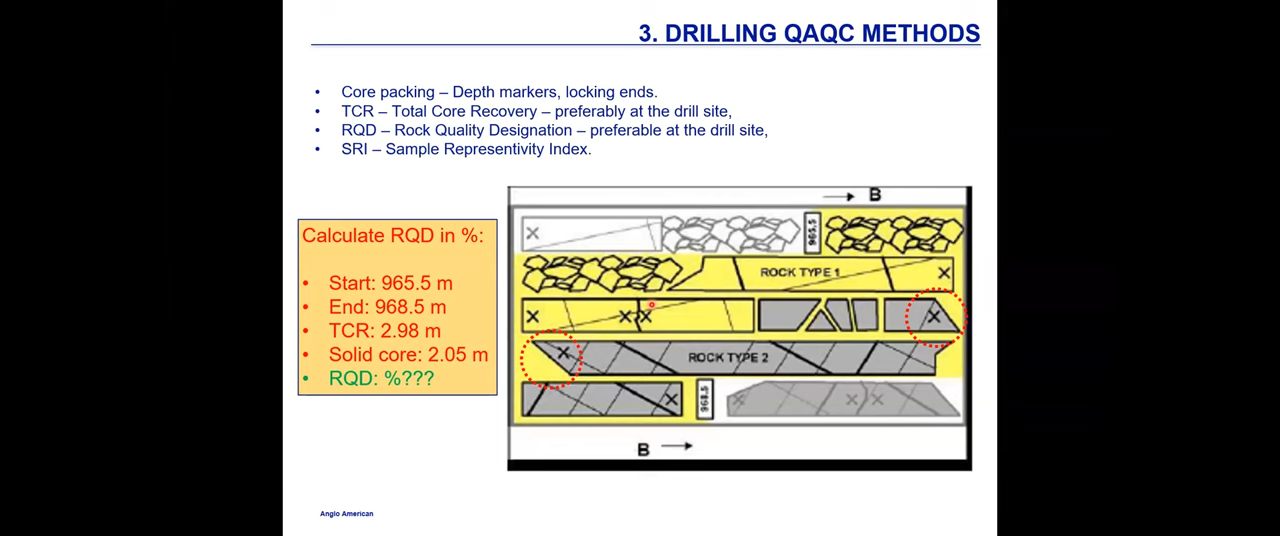 3. DRILLING QAQC METHODS
• Core packing – Depth markers, locking ends.
• TCR – Total Core Recovery – preferably at the drill site,
• RQD – Rock Quality Designation – preferable at the drill site,
• SRI – Sample Representivity Index.
B
Calculate RQD in %:
• Start: 965.5 m
• End: 968.5 m
• TCR: 2.98 m
• Solid core: 2.05 m
• RQD: %???
965.5
ROCK TYPE 1
ROCK TYPE 2
968.5
B
Anglo American